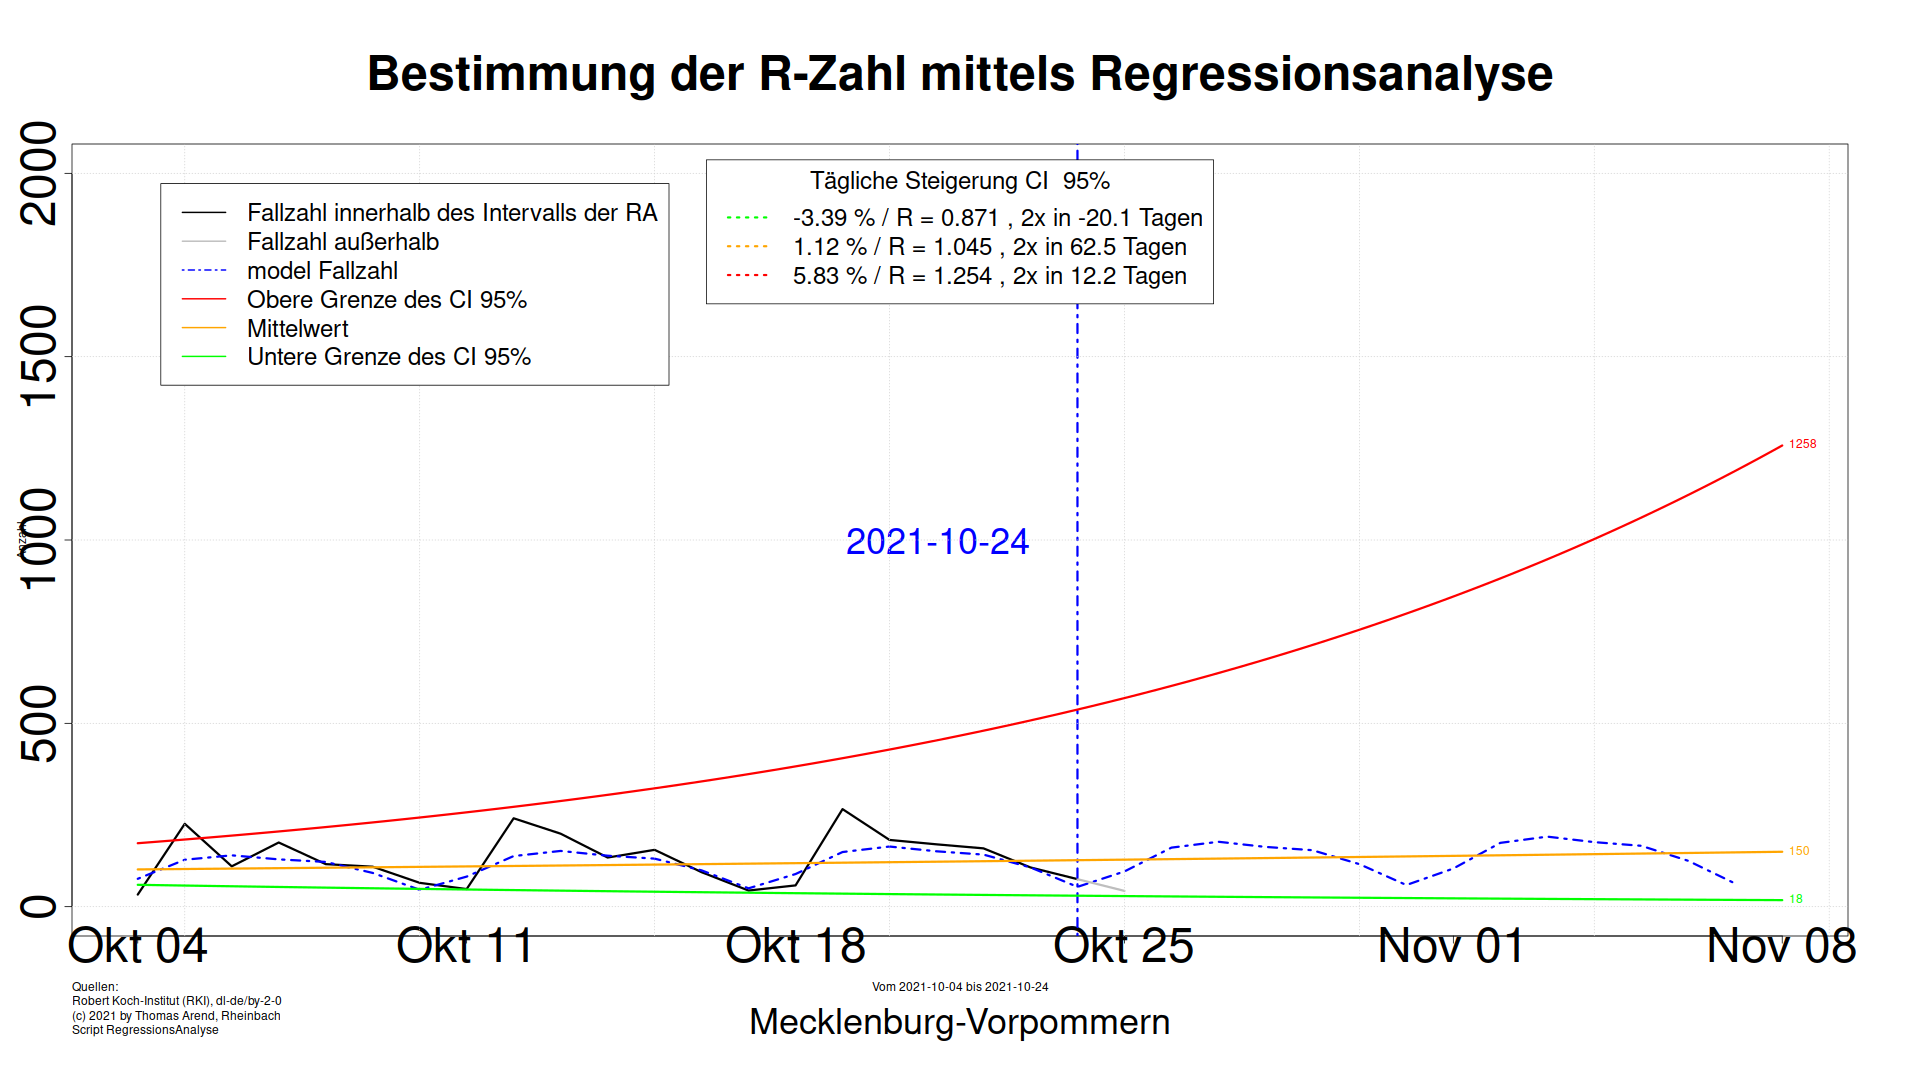 Bestimmung der R-Zahl mittels Regressionsanalyse
Fallzahl innerhalb des Intervalls der RA
Fallzahl außerhalb
model Fallzahl
Obere Grenze des CI 95%
Mittelwert
Untere Grenze des CI 95%
Tägliche Steigerung CI 95%
-3.39 % / R = 0.871 , 2x in -20.1 Tagen
1.12 % / R = 1.045 , 2x in 62.5 Tagen
5.83 % / R = 1.254 , 2x in 12.2 Tagen
2000
1500
1000
500
0
Anzahl
2021-10-24
1258
150
18
Okt 04
Okt 11
Okt 18
Okt 25
Nov 01
Nov 08
Quellen:
Robert Koch-Institut (RKI), dl-de/by-2-0
(c) 2021 by Thomas Arend, Rheinbach
Script RegressionsAnalyse
Vom 2021-10-04 bis 2021-10-24
Mecklenburg-Vorpommern